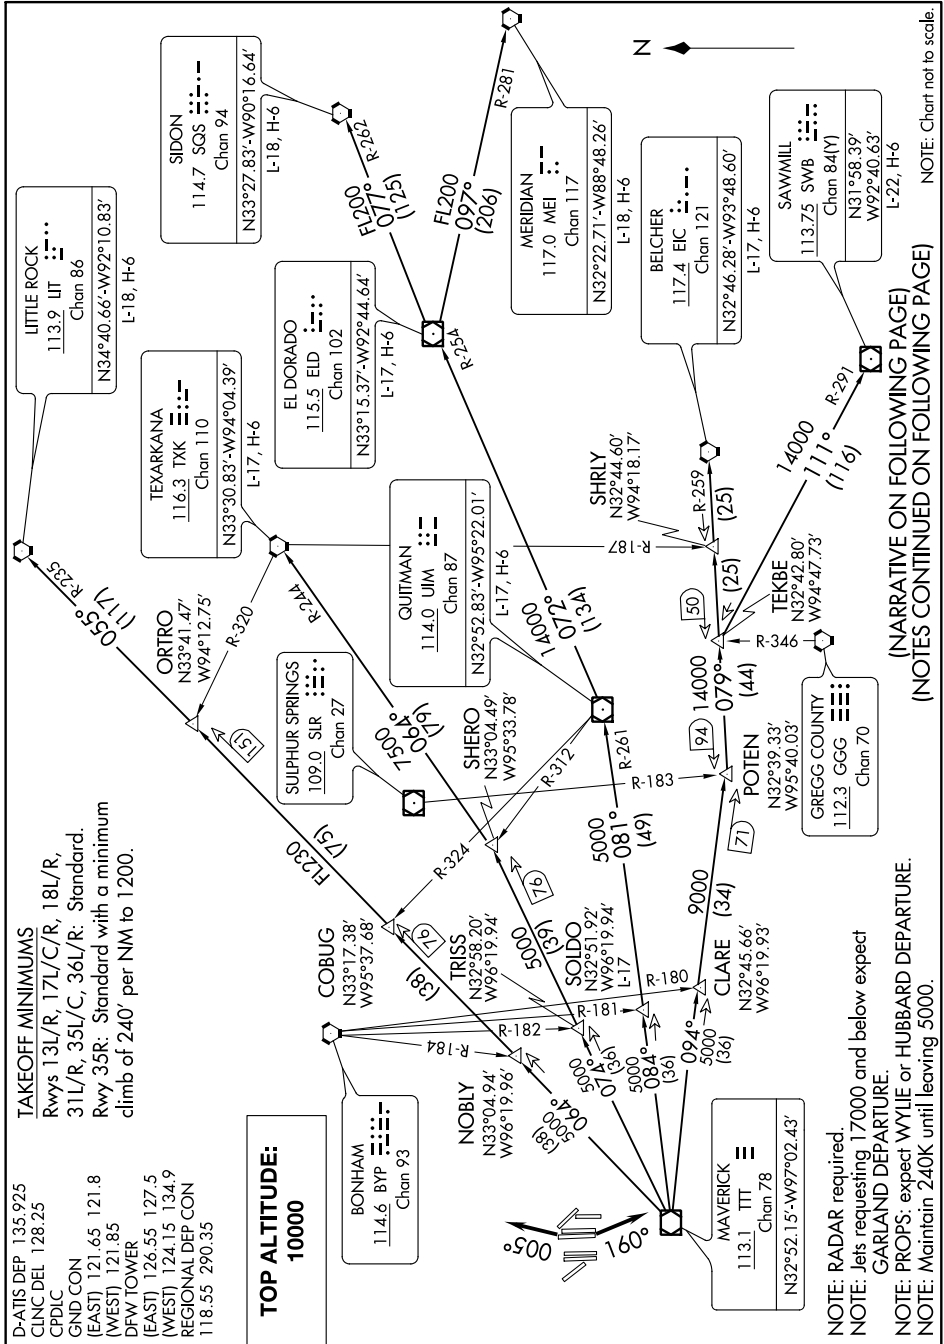 D-ATIS DEP 135.925
CLNC DEL 128.25
CPDLC
GND CON
(EAST) 121.65 121.8
(WEST) 121.85
DFW TOWER
(EAST) 126.55 127.5
(WEST) 124.15 134.9
REGIONAL DEP CON
118.55 290.35
TOP ALTITUDE:
10000
TAKEOFF MINIMUMS
Rwys 13L/R, 17L/C/R, 18L/R,
31L/R, 35L/C, 36L/R: Standard.
Rwy 35R: Standard with a minimum
climb of 240' per NM to 1200.
LITTLE ROCK
113.9 LIT
Chan 86
N34°40.66'-W92°10.83'
L-18, H-6
SIDON
114.7 SQS
Chan 94
N33°27.83'-W90°16.64'
L-18, H-6
TEXARKANA
116.3 TXK
Chan 110
N33°30.83'-W94°04.39'
L-17, H-6
EL DORADO
115.5 ELD
Chan 102
N33°15.37'-W92°44.64'
L-17, H-6
MERIDIAN
117.0 MEI
Chan 117
N32°22.71'-W88°48.26'
L-18, H-6
BELCHER
117.4 EIC
Chan 121
N32°46.28'-W93°48.60'
L-17, H-6
SAWMILL
113.75 SWB
Chan 84(Y)
N31°58.39'
W92°40.63'
L-22, H-6
QUITMAN
114.0 UIM
Chan 87
N32°52.83'-W95°22.01'
L-17, H-6
SULPHUR SPRINGS
109.0 SLR
Chan 27
GREGG COUNTY
112.3 GGG
Chan 70
BONHAM
114.6 BYP
Chan 93
MAVERICK
113.1 TTT
Chan 78
N32°52.15'-W97°02.43'
ORTRO
N33°41.47'
W94°12.75'
COBUG
N33°17.38'
W95°37.68'
NOBLY
N33°04.94'
W96°19.96'
TRISS
N32°58.20'
W96°19.94'
SHERO
N33°04.49'
W95°33.78'
SOLDO
N32°51.92'
W96°19.94'
L-17
CLARE
N32°45.66'
W96°19.93'
POTEN
N32°39.33'
W95°40.03'
TEKBE
N32°42.80'
W94°47.73'
SHRLY
N32°44.60'
W94°18.17'
005°
160°
5000
064°
(38)
(38)
76
FL230
(75)
151
055°
(117)
R-235
5000
074°
(36)
5000
(39)
76
7500
064°
(79)
R-244
5000
084°
(36)
5000
081°
(49)
R-261
14000
072°
(134)
R-254
FL200
077°
(125)
R-262
FL200
097°
(206)
R-281
094°
5000
(36)
9000
(34)
71
94
14000
079°
(44)
50
(25)
R-259
(25)
14000
111°
(116)
R-291
R-184
R-182
R-181
R-180
R-324
R-312
R-320
R-187
R-183
R-346
N
NOTE: RADAR required.
NOTE: Jets requesting 17000 and below expect
GARLAND DEPARTURE.
NOTE: PROPS: expect WYLIE or HUBBARD DEPARTURE.
NOTE: Maintain 240K until leaving 5000.
(NARRATIVE ON FOLLOWING PAGE)
(NOTES CONTINUED ON FOLLOWING PAGE)
NOTE: Chart not to scale.